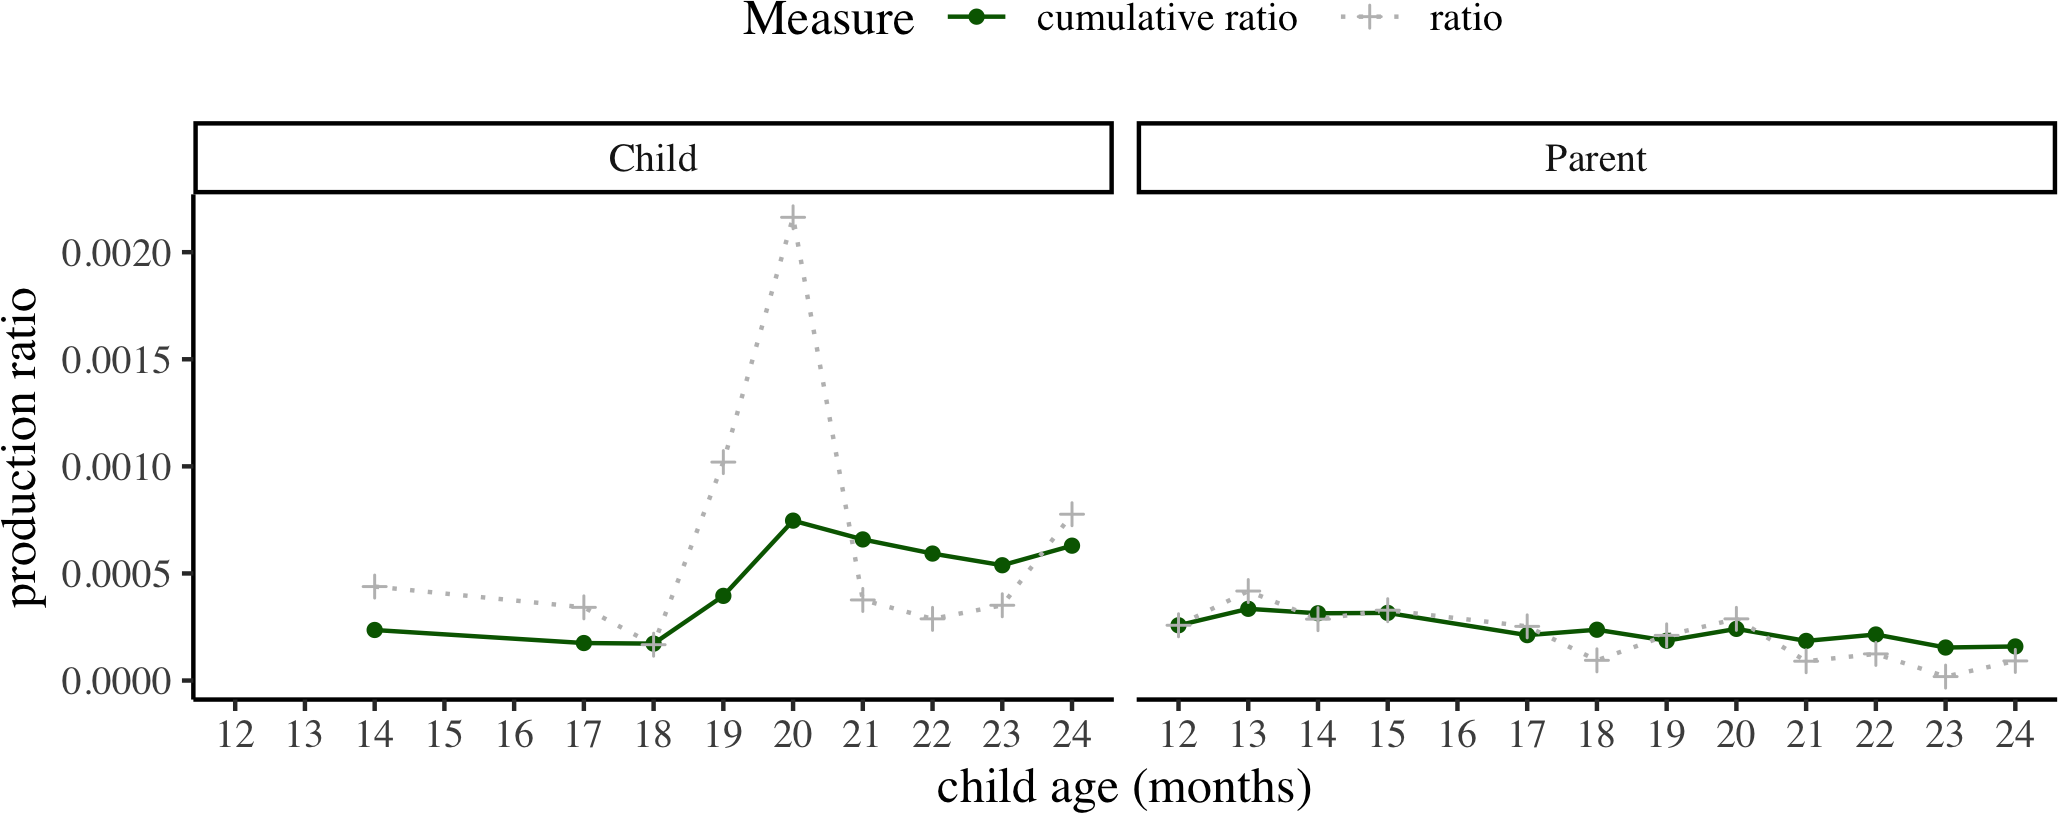 Measure cumulative ratio ratio
Child Parent
production ratio
0.0020
0.0015
0.0010
0.0005
0.0000
12 13 14 15 16 17 18 19 20 21 22 23 24 12 13 14 15 16 17 18 19 20 21 22 23 24
child age (months)